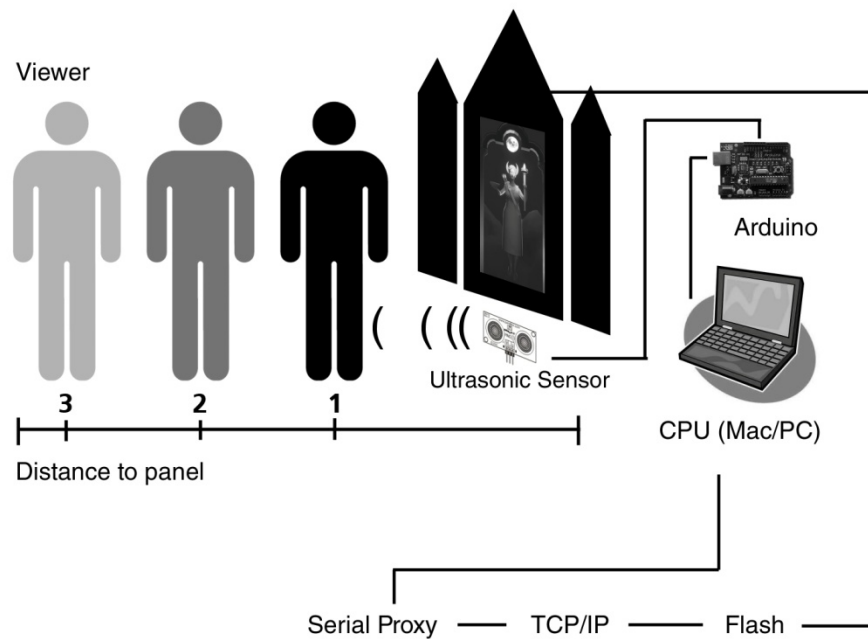 Viewer
Arduino
Ultrasonic Sensor
3 2 1
CPU (Mac/PC)
Distance to panel
Serial Proxy TCP/IP Flash